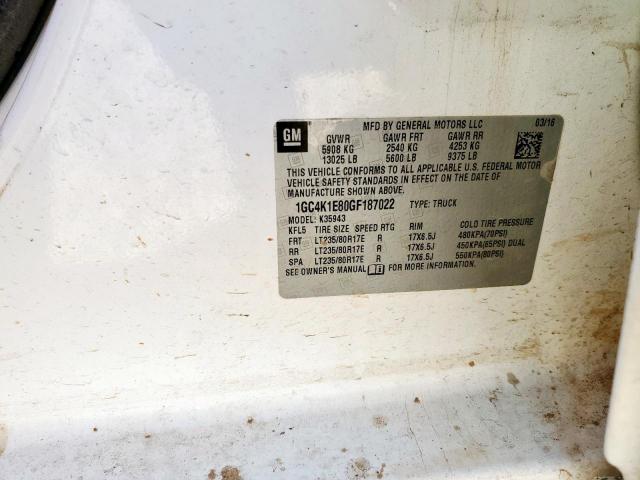 GM
MFD BY GENERAL MOTORS LLC 03/16
GVWR GAWR FRT GAWR RR
5908 KG 2540 KG 4253 KG
13025 LB 5600 LB 9375 LB
THIS VEHICLE CONFORMS TO ALL APPLICABLE U.S. FEDERAL MOTOR
VEHICLE SAFETY STANDARDS IN EFFECT ON THE DATE OF
MANUFACTURE SHOWN ABOVE.
1GC4K1E80GF187022 TYPE: TRUCK
MODEL: K35943
KFL5 TIRE SIZE SPEED RTG RIM COLD TIRE PRESSURE
FRT LT235/80R17E R 17X6.5J 480KPA(70PSI)
RR LT235/80R17E R 17X6.5J 450KPA(65PSI) DUAL
SPA LT235/80R17E R 17X6.5J 550KPA(80PSI)
SEE OWNER'S MANUAL FOR MORE INFORMATION.